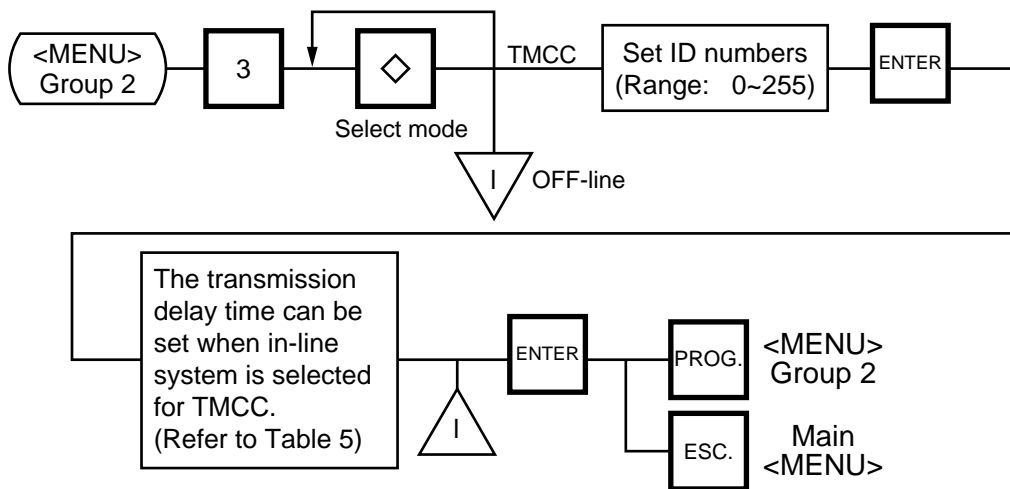 <MENU>
Group 2
3
◇
Select mode
TMCC
Set ID numbers
(Range: 0~255)
ENTER
I
OFF-line
The transmission
delay time can be
set when in-line
system is selected
for TMCC.
(Refer to Table 5)
I
ENTER
PROG.
<MENU>
Group 2
ESC.
Main
<MENU>